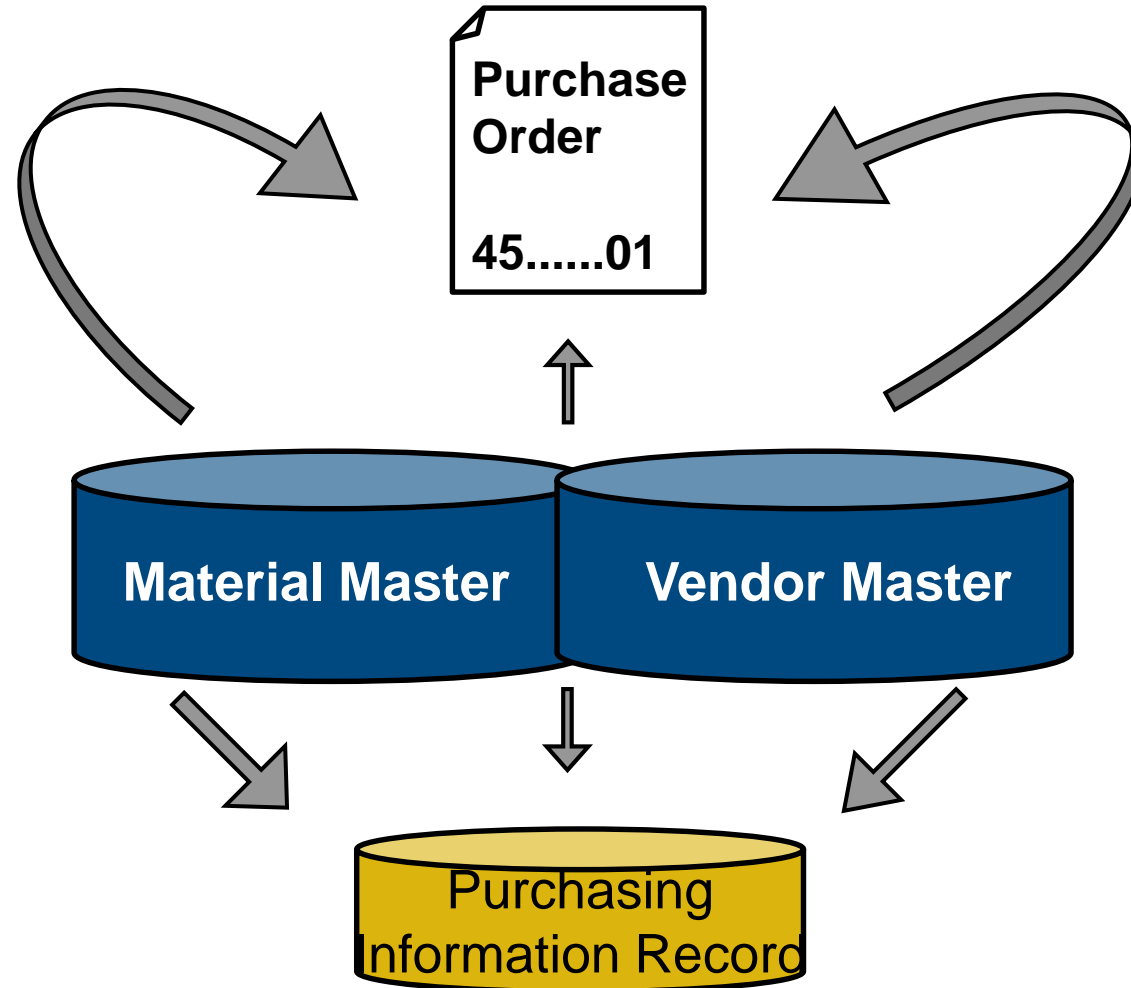 Purchase
Order
45......01
Material Master
Vendor Master
Purchasing
Information Record